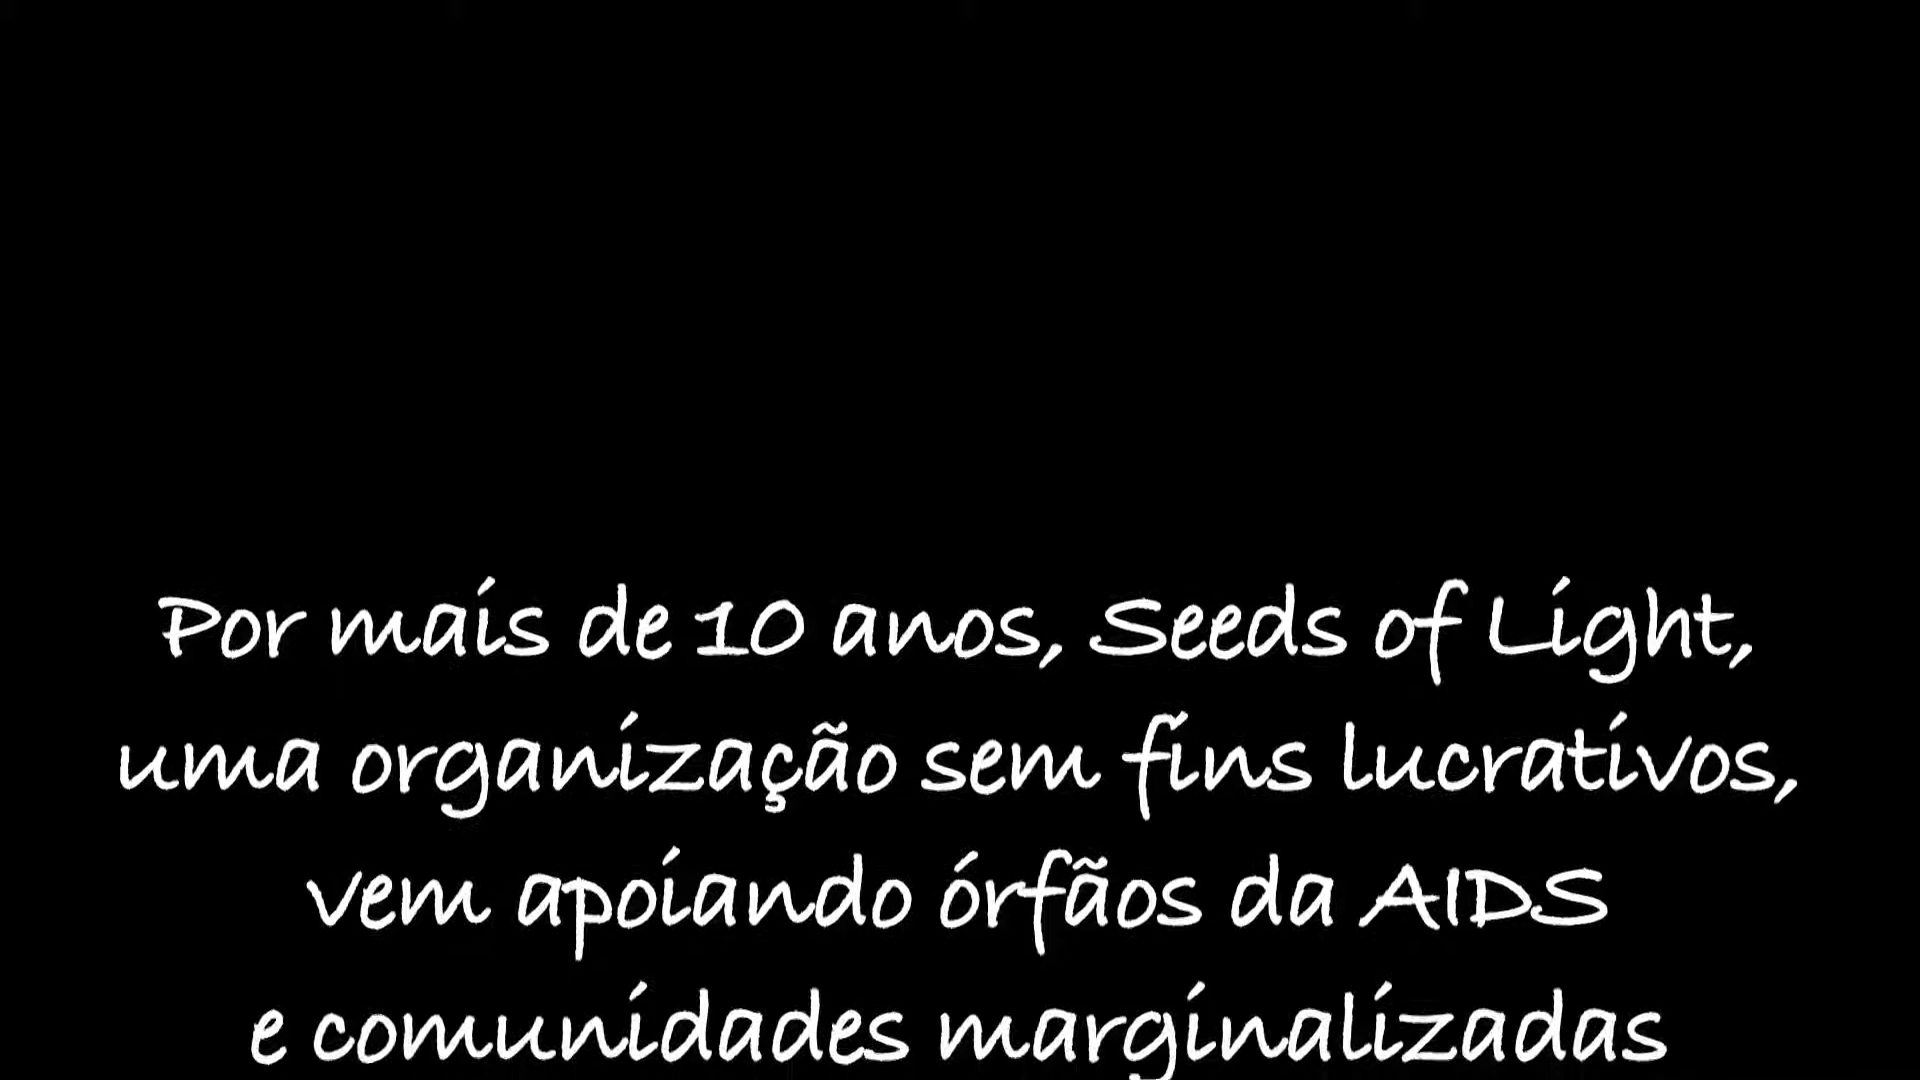 Por mais de 10 anos, Seeds of Light,
uma organização sem fins lucrativos,
vem apoiando órfãos da AIDS
e comunidades marginalizadas